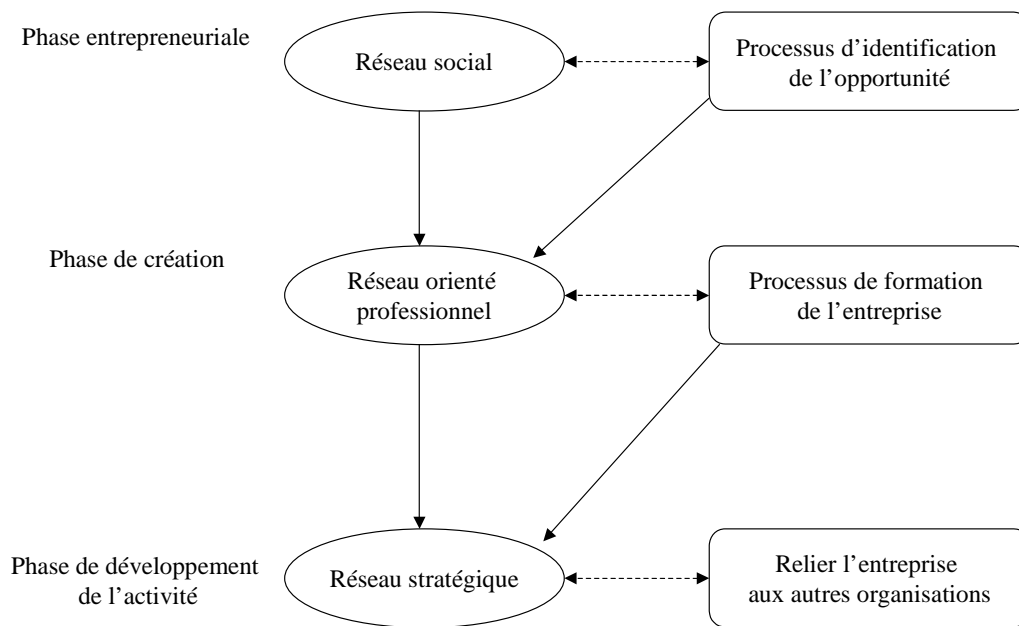 Phase entrepreneuriale
Réseau social
Processus d’identification
de l’opportunité
Phase de création
Réseau orienté
professionnel
Processus de formation
de l’entreprise
Phase de développement
de l’activité
Réseau stratégique
Relier l’entreprise
aux autres organisations